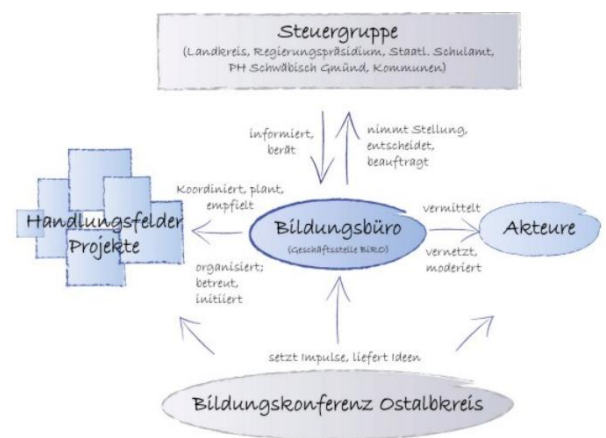 Steuergruppe
(Landkreis, Regierungspräsidium, Staatl. Schulamt,
PH Schwäbisch Gmünd, Kommunen)
informiert,
berät
nimmt Stellung,
entscheidet,
beauftragt
Koordiniert, plant,
empfielt
Handlungsfelder
Projekte
Bildungsbüro
(Geschäftsstelle BiRO)
vermittelt
Akteure
vernetzt,
moderiert
organisiert;
betreut,
initiiert
setzt Impulse, liefert Ideen
Bildungskonferenz Ostalbkreis